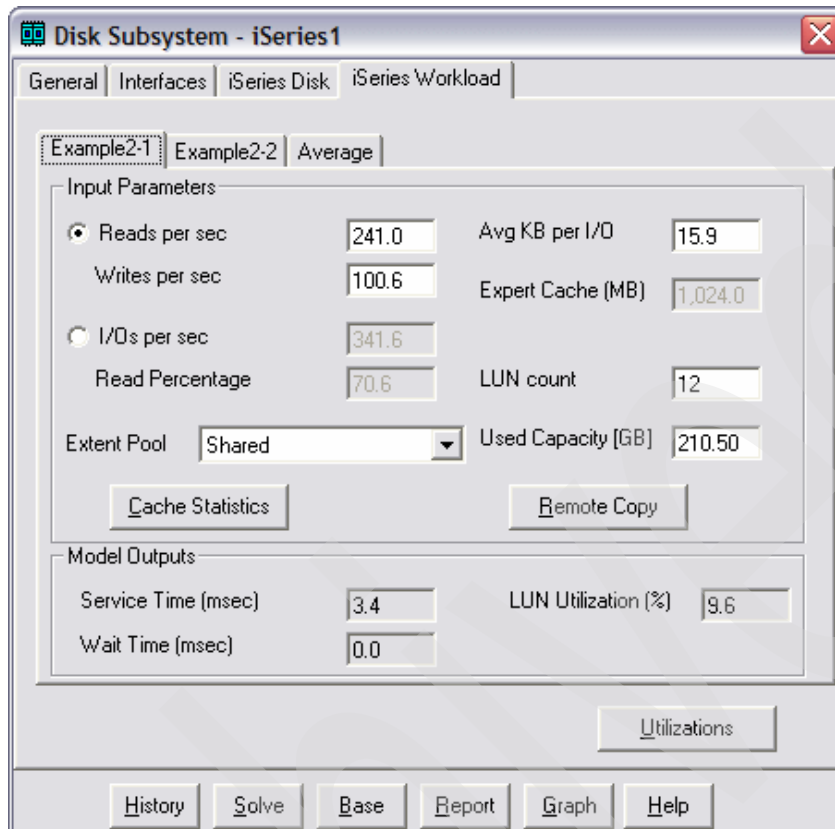 Disk Subsystem - iSeries1
General Interfaces iSeries Disk iSeries Workload
Example2-1 Example2-2 Average
Input Parameters
Reads per sec 241.0 Avg KB per I/O 15.9
Writes per sec 100.6 Expert Cache (MB) 1,024.0
I/Os per sec 341.6
Read Percentage 70.6 LUN count 12
Extent Pool Shared Used Capacity [GB] 210.50
Cache Statistics Remote Copy
Model Outputs
Service Time (msec) 3.4 LUN Utilization (%) 9.6
Wait Time (msec) 0.0
Utilizations
History Solve Base Report Graph Help